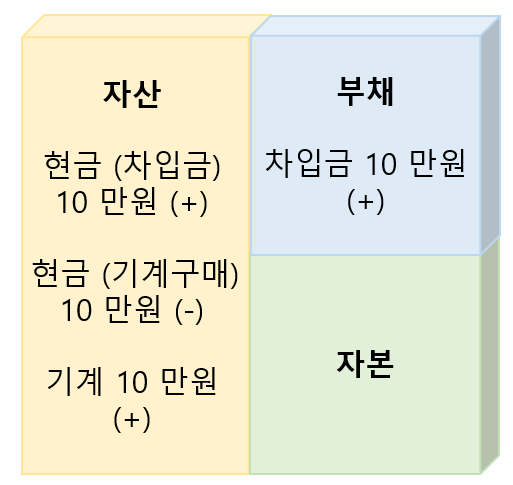 자산
현금 (차입금)
10 만원 (+)
현금 (기계구매)
10 만원 (-)
기계 10 만원
(+)
부채
차입금 10 만원
(+)
자본